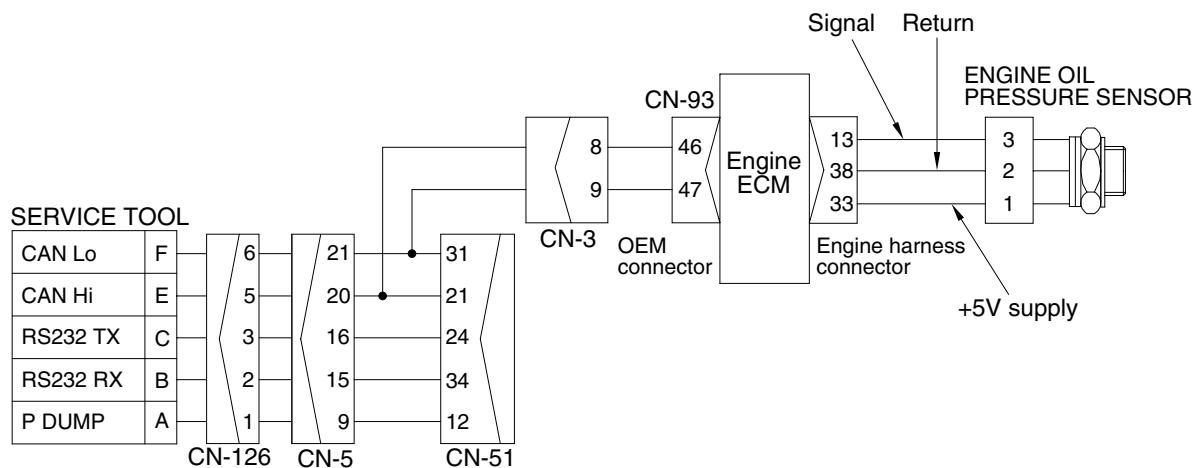 Signal Return
ENGINE OIL
PRESSURE SENSOR
CN-93
8 46 13 3
Engine
ECM
38 2
9 47 33 1
CN-3
OEM
connector
Engine harness
connector
+5V supply
SERVICE TOOL
CAN Lo F 6 21 31
CAN Hi E 5 20 21
RS232 TX C 3 16 24
RS232 RX B 2 15 34
P DUMP A 1 9 12
CN-126 CN-5 CN-51